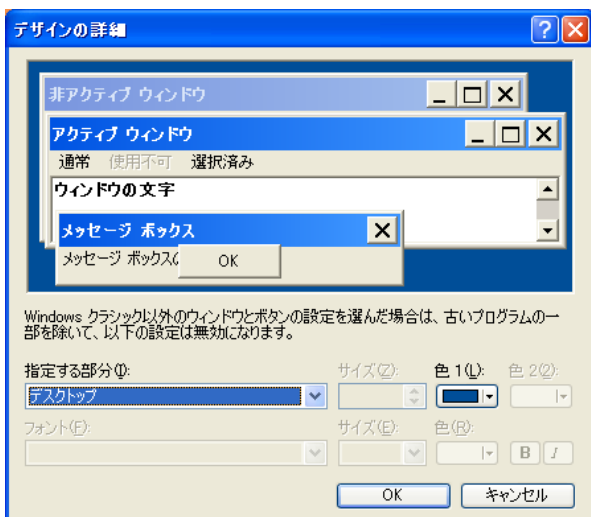 デザインの詳細
非アクティブ ウィンドウ
アクティブ ウィンドウ
通常 使用不可 選択済み
ウィンドウの文字
メッセージ ボックス
メッセージ ボックスの
OK
Windows クラシック以外のウィンドウとボタンの設定を選んだ場合は、古いプログラムの一
部を除いて、以下の設定は無効になります。
指定する部分(I): サイズ(Z): 色 1(L): 色 2(2):
デスクトップ
フォント(F): サイズ(E): 色(R):
B I
OK キャンセル